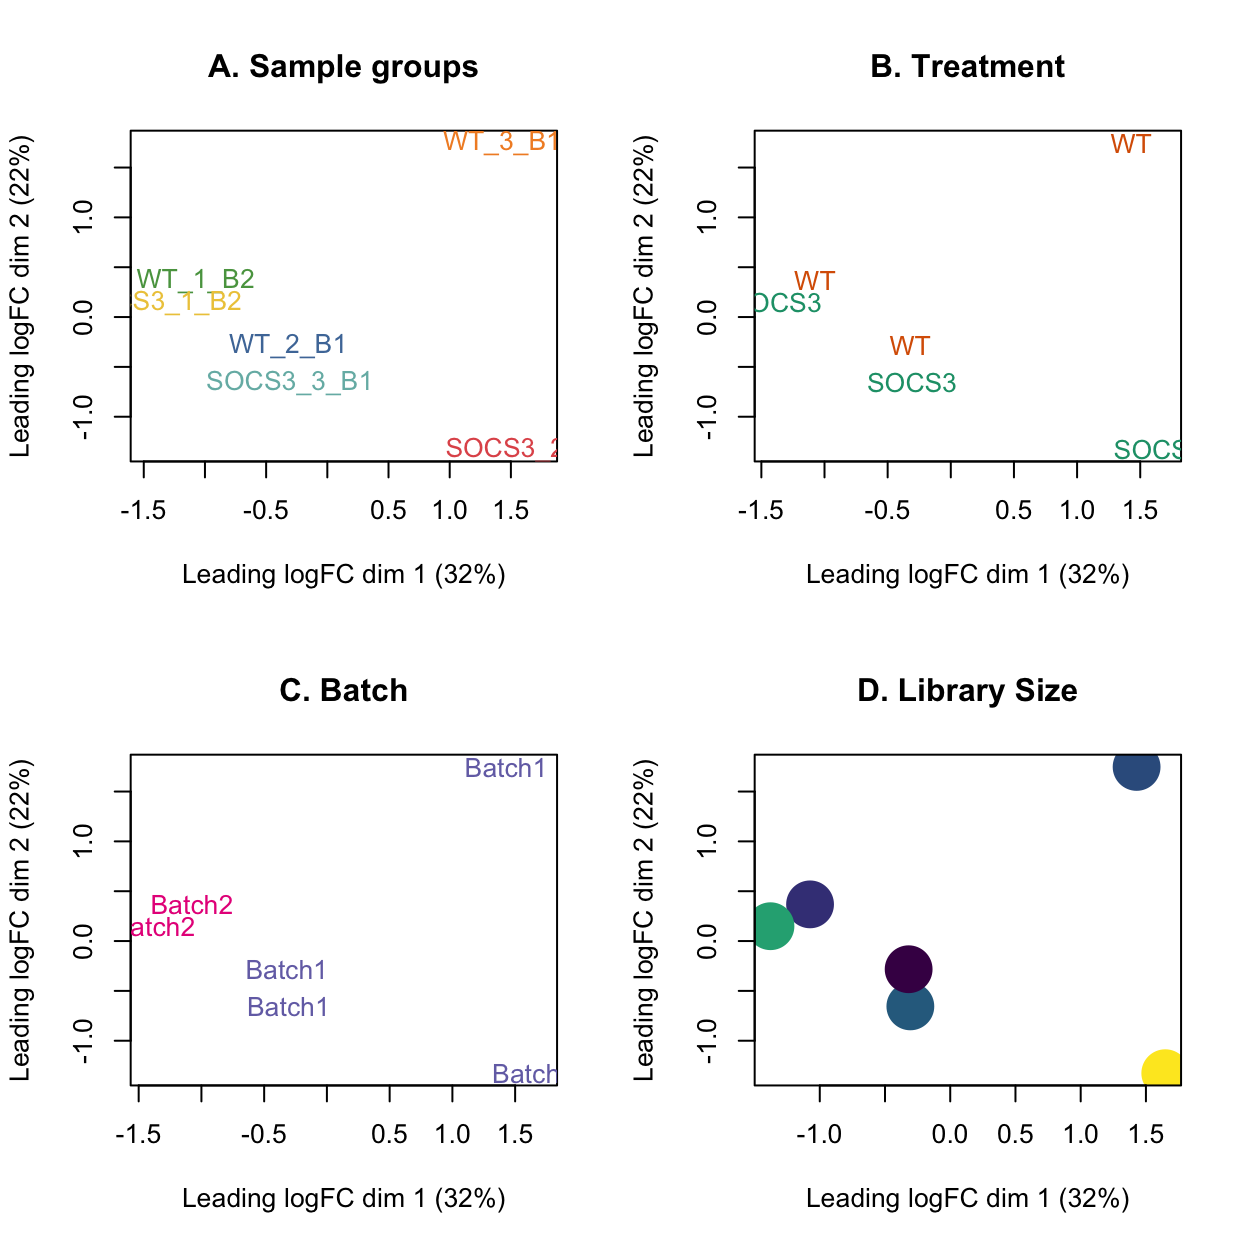 A. Sample groups
Leading logFC dim 2 (22%)
1.0
0.0
-1.0
WT_3_B1
WT_1_B2
S3_1_B2
WT_2_B1
SOCS3_3_B1
SOCS3_2
-1.5 -0.5 0.5 1.0 1.5
Leading logFC dim 1 (32%)
B. Treatment
Leading logFC dim 2 (22%)
1.0
0.0
-1.0
WT
WT
OCS3
WT
SOCS3
SOCS
-1.5 -0.5 0.5 1.0 1.5
Leading logFC dim 1 (32%)
C. Batch
Leading logFC dim 2 (22%)
1.0
0.0
-1.0
Batch1
Batch2
atch2
Batch1
Batch1
Batch
-1.5 -0.5 0.5 1.0 1.5
Leading logFC dim 1 (32%)
D. Library Size
Leading logFC dim 2 (22%)
1.0
0.0
-1.0
-1.0 0.0 0.5 1.0 1.5
Leading logFC dim 1 (32%)